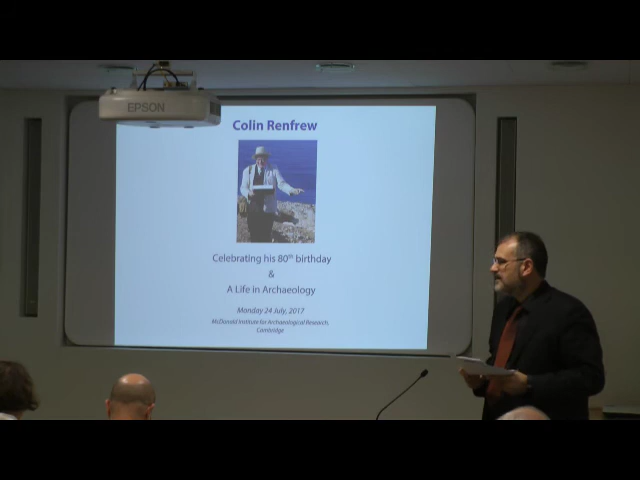 EPSON
Colin Renfrew
Celebrating his 80th birthday
&
A Life in Archaeology
Monday 24 July, 2017
McDonald Institute for Archaeological Research,
Cambridge